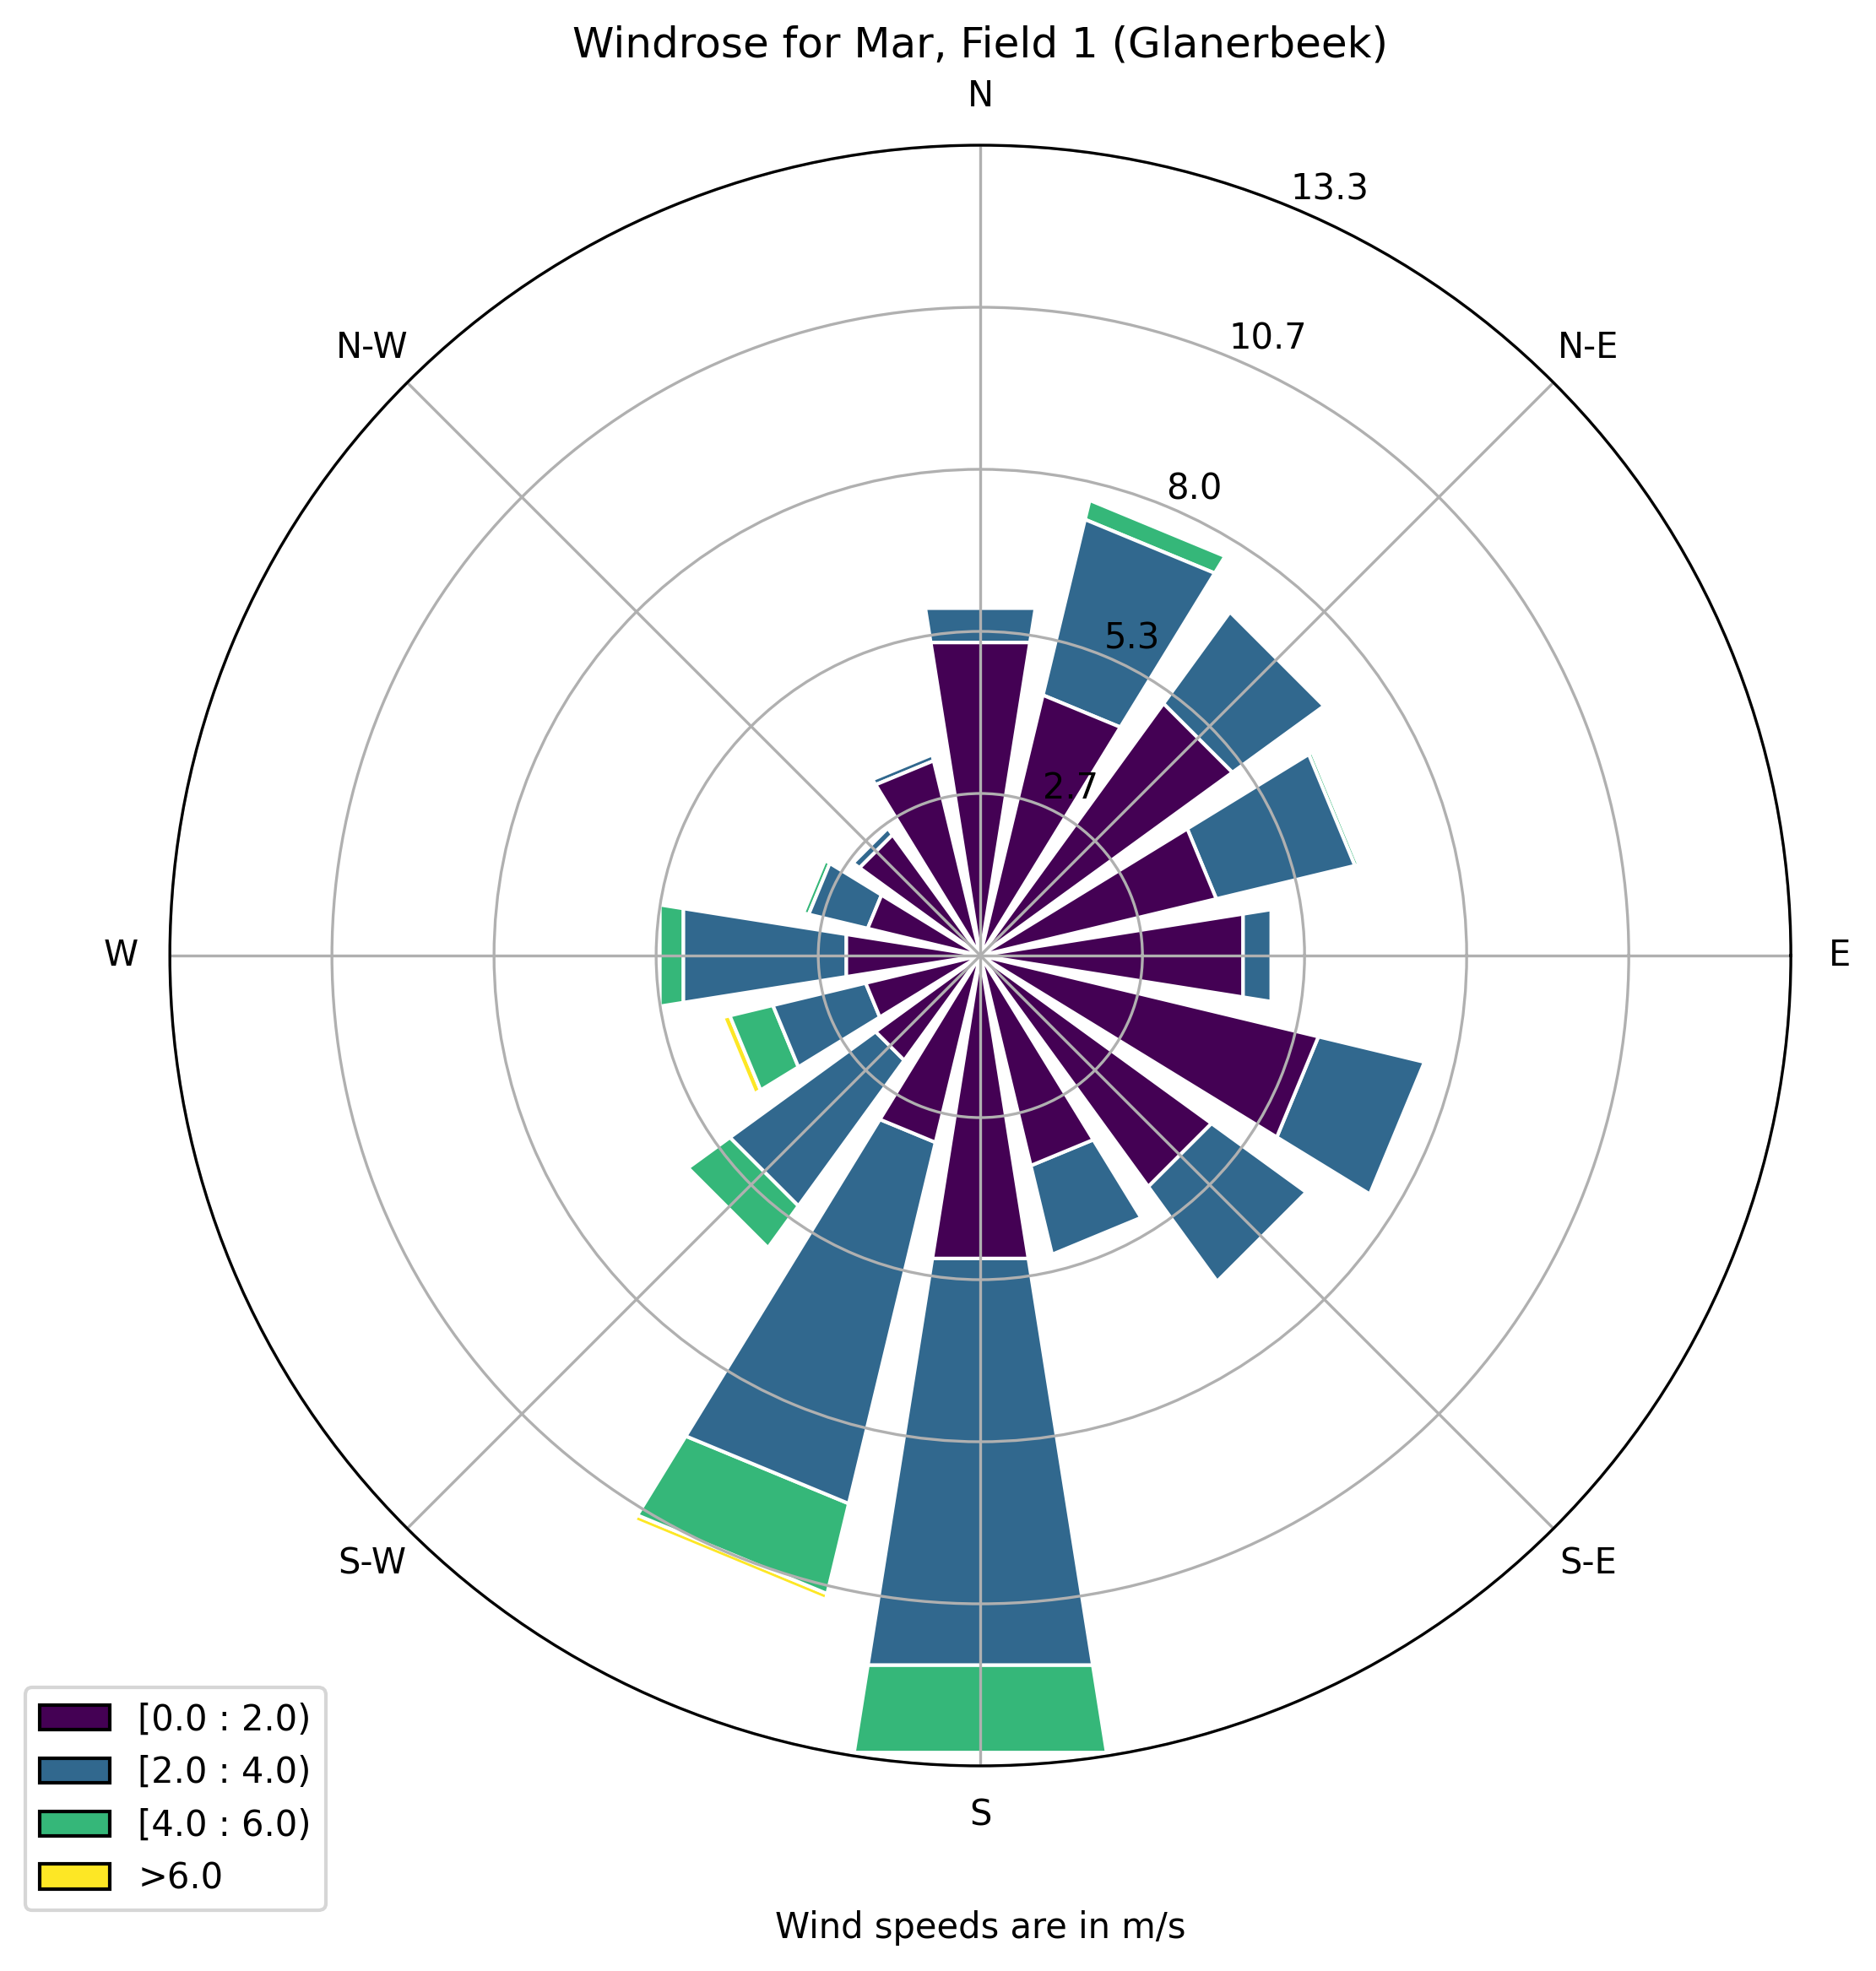 Windrose for Mar, Field 1 (Glanerbeek)
N
13.3
10.7
N-W
N-E
8.0
5.3
2.7
W
E
S-W
S-E
[0.0 : 2.0)
[2.0 : 4.0)
S
[4.0 : 6.0)
>6.0
Wind speeds are in m/s